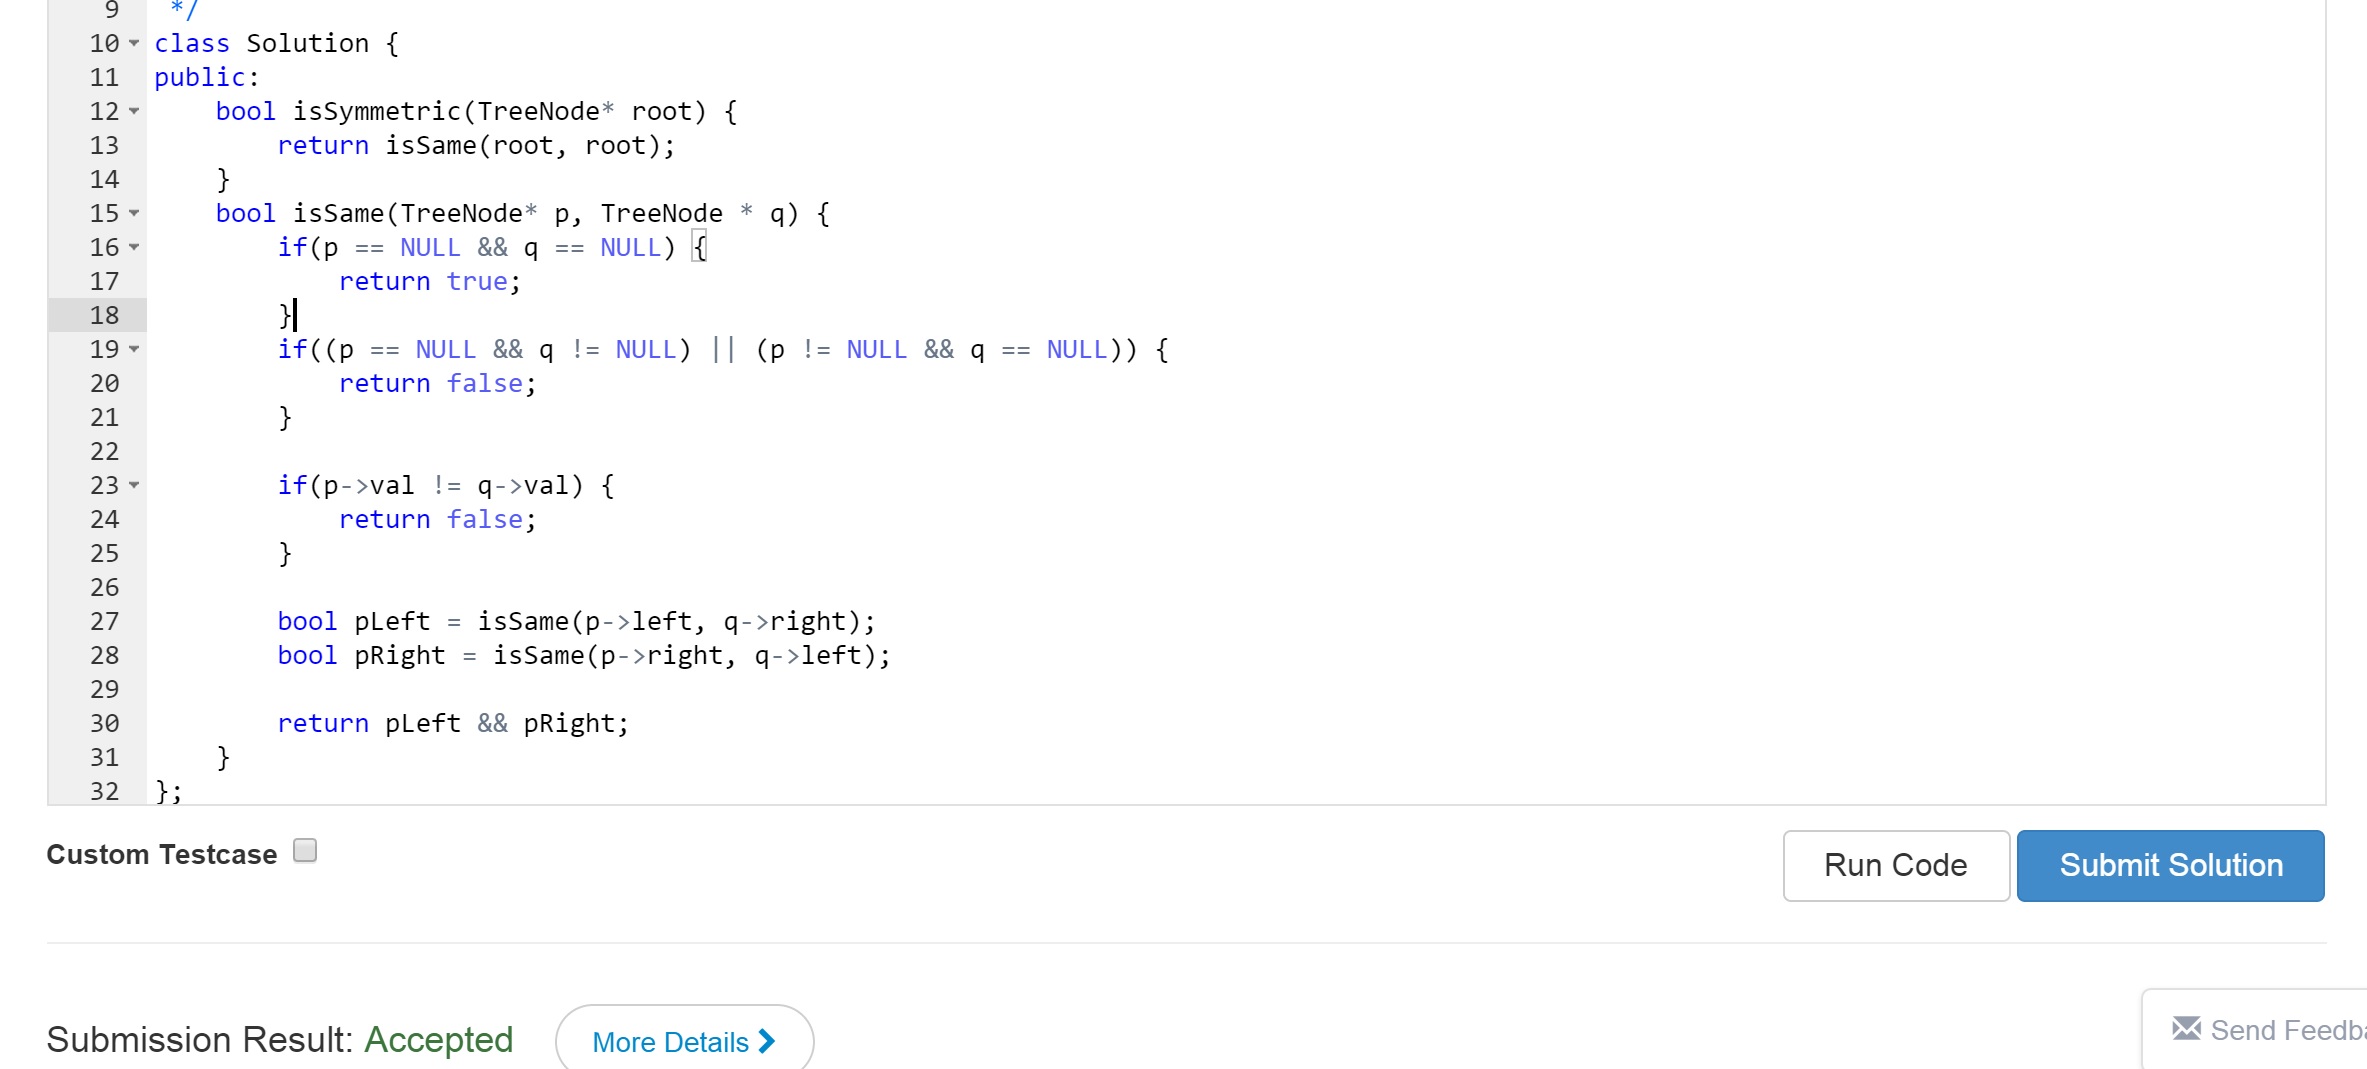 9 */
10 class Solution {
11 public:
12 bool isSymmetric(TreeNode* root) {
13 return isSame(root, root);
14 }
15 bool isSame(TreeNode* p, TreeNode * q) {
16 if(p == NULL && q == NULL) {
17 return true;
18 }
19 if((p == NULL && q != NULL) || (p != NULL && q == NULL)) {
20 return false;
21 }
22
23 if(p->val != q->val) {
24 return false;
25 }
26
27 bool pLeft = isSame(p->left, q->right);
28 bool pRight = isSame(p->right, q->left);
29
30 return pLeft && pRight;
31 }
32 };
Custom Testcase
Run Code Submit Solution
Submission Result: Accepted More Details
Send Feedba